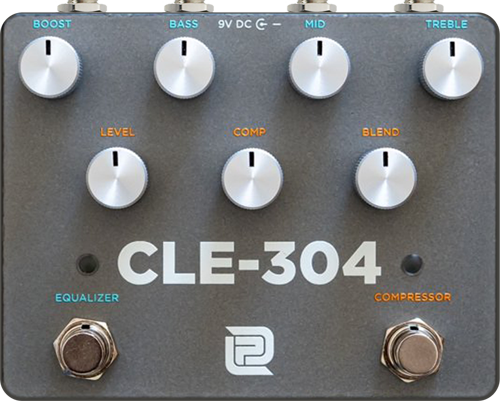 BOOST BASS 9V DC MID TREBLE
LEVEL COMP BLEND
CLE-304
EQUALIZER COMPRESSOR